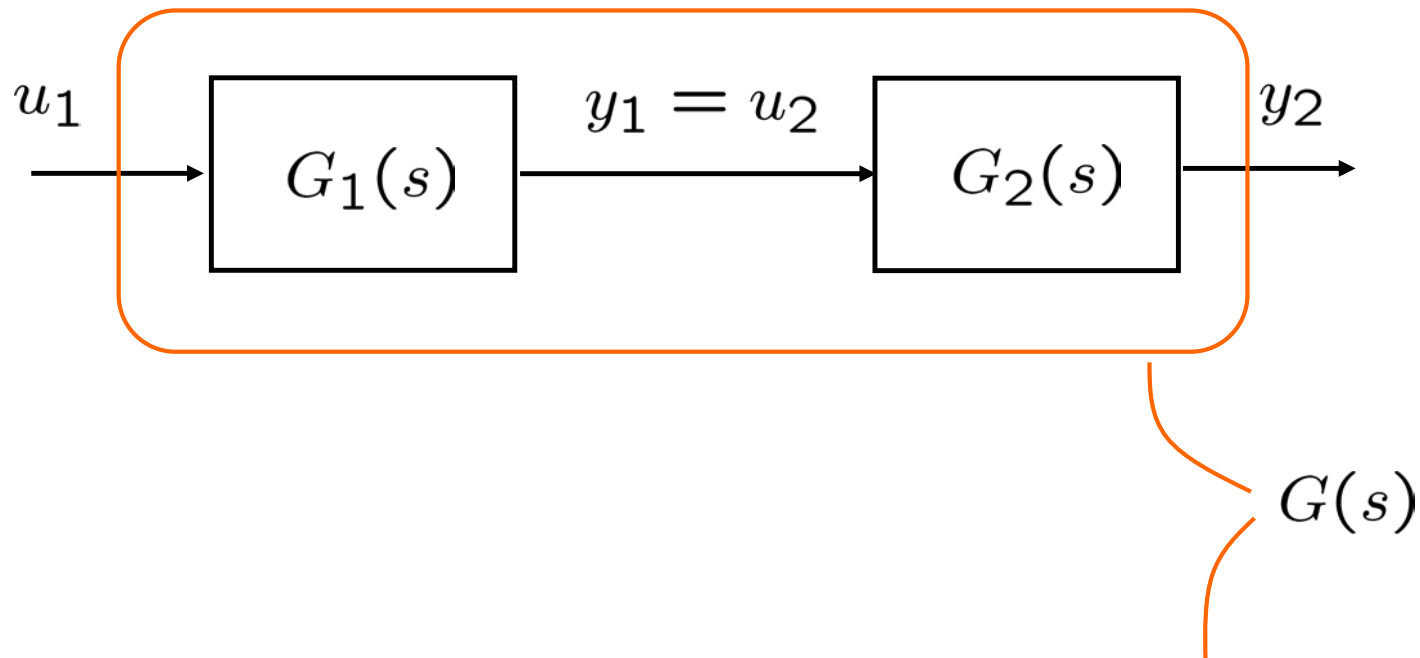 u₁
y₁ = u₂
y₂
G₁(s)
G₂(s)
G(s)